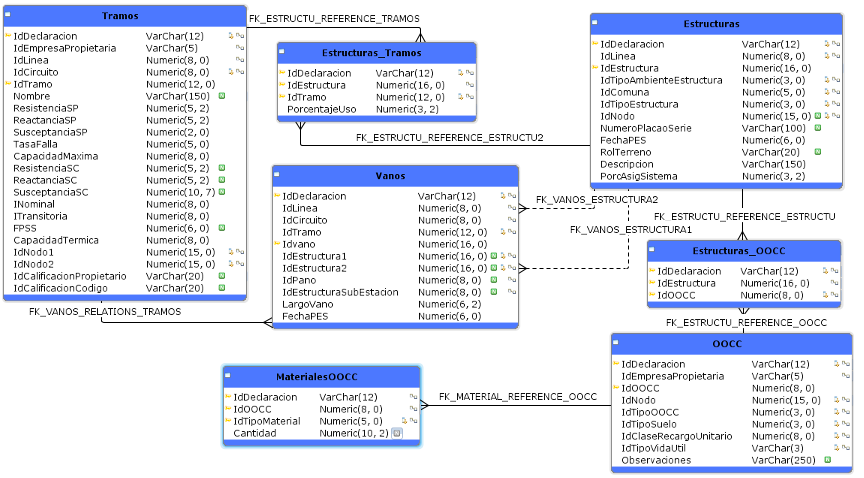 Tramos
IdDeclaracion VarChar(12)
IdEmpresaPropietaria VarChar(5)
IdLinea Numeric(8, 0)
IdCircuito Numeric(8, 0)
IdTramo Numeric(12, 0)
Nombre VarChar(150) N
ResistenciaSP Numeric(5, 2)
ReactanciaSP Numeric(5, 2)
SusceptanciaSP Numeric(2, 0)
TasaFalla Numeric(5, 0)
CapacidadMaxima Numeric(8, 0)
ResistenciaSC Numeric(5, 2) N
ReactanciaSC Numeric(5, 2) N
SusceptanciaSC Numeric(10, 7) N
INominal Numeric(8, 0)
ITransitoria Numeric(8, 0)
FPSS Numeric(6, 0) N
CapacidadTermica Numeric(8, 0)
IdNodo1 Numeric(15, 0)
IdNodo2 Numeric(15, 0)
IdCalificacionPropietario VarChar(20) N
IdCalificacionCodigo VarChar(20) N
FK_ESTRUCTU_REFERENCE_TRAMOS
Estructuras_Tramos
IdDeclaracion VarChar(12)
IdEstructura Numeric(16, 0)
IdTramo Numeric(12, 0)
PorcentajeUso Numeric(3, 2)
FK_ESTRUCTU_REFERENCE_ESTRUCTU2
Estructuras
IdDeclaracion VarChar(12)
IdLinea Numeric(8, 0)
IdEstructura Numeric(16, 0)
IdTipoAmbienteEstructura Numeric(3, 0)
IdComuna Numeric(5, 0)
IdTipoEstructura Numeric(3, 0)
IdNodo Numeric(15, 0) N
NumeroPlacaoSerie VarChar(100) N
FechaPES Numeric(6, 0)
RolTerreno VarChar(20) N
Descripcion VarChar(150)
PorcAsigSistema Numeric(3, 2)
Vanos
IdDeclaracion VarChar(12)
IdLinea Numeric(8, 0)
IdCircuito Numeric(8, 0)
IdTramo Numeric(12, 0)
Idvano Numeric(16, 0)
IdEstructura1 Numeric(16, 0) N
IdEstructura2 Numeric(16, 0) N
IdPano Numeric(8, 0) N
IdEstructuraSubEstacion Numeric(8, 0) N
LargoVano Numeric(6, 2)
FechaPES Numeric(6, 0)
FK_VANOS_ESTRUCTURA2
FK_VANOS_ESTRUCTURA1
FK_ESTRUCTU_REFERENCE_ESTRUCTU
Estructuras_OOCC
IdDeclaracion VarChar(12)
IdEstructura Numeric(16, 0)
IdOOCC Numeric(8, 0)
FK_VANOS_RELATIONS_TRAMOS
FK_ESTRUCTU_REFERENCE_OOCC
OOCC
IdDeclaracion VarChar(12)
IdEmpresaPropietaria VarChar(5)
IdOOCC Numeric(8, 0)
IdNodo Numeric(15, 0)
IdTipoOOCC Numeric(3, 0)
IdTipoSuelo Numeric(3, 0)
IdClaseRecargoUnitario Numeric(8, 0)
IdTipoVidaUtil VarChar(3)
Observaciones VarChar(250) N
MaterialesOOCC
IdDeclaracion VarChar(12)
IdOOCC Numeric(8, 0)
IdTipoMaterial Numeric(5, 0)
Cantidad Numeric(10, 2)
FK_MATERIAL_REFERENCE_OOCC